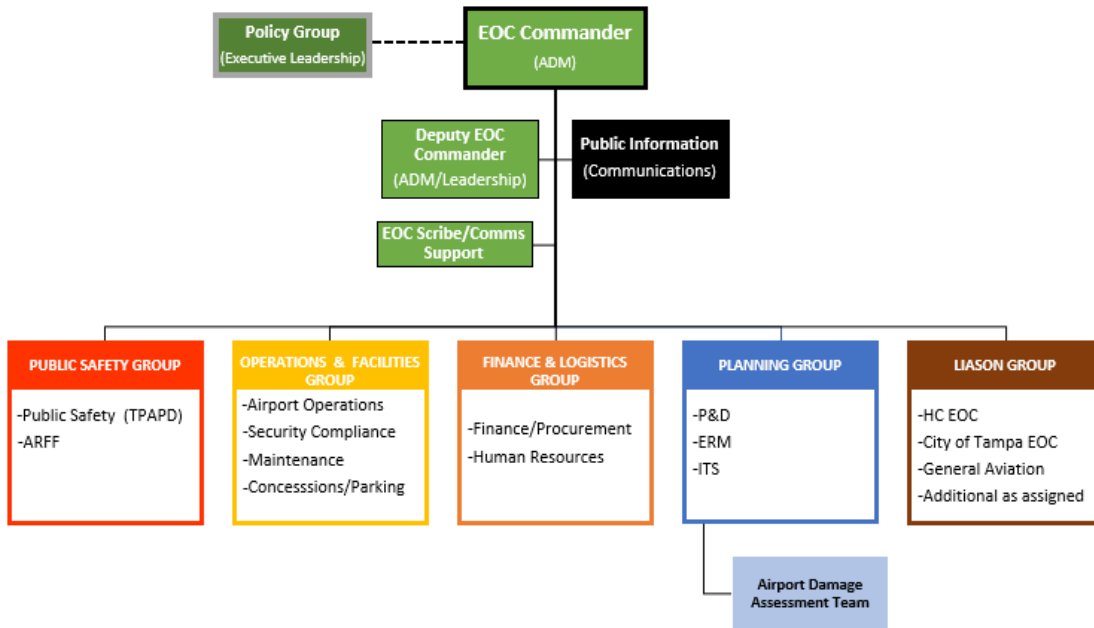 Policy Group
(Executive Leadership)
EOC Commander
(ADM)
Deputy EOC
Commander
(ADM/Leadership)
Public Information
(Communications)
EOC Scribe/Comms
Support
PUBLIC SAFETY GROUP
-Public Safety (TPAPD)
-ARFF
OPERATIONS & FACILITIES
GROUP
-Airport Operations
-Security Compliance
-Maintenance
-Concesssions/Parking
FINANCE & LOGISTICS
GROUP
-Finance/Procurement
-Human Resources
PLANNING GROUP
-P&D
-ERM
-ITS
LIASON GROUP
-HC EOC
-City of Tampa EOC
-General Aviation
-Additional as assigned
Airport Damage
Assessment Team